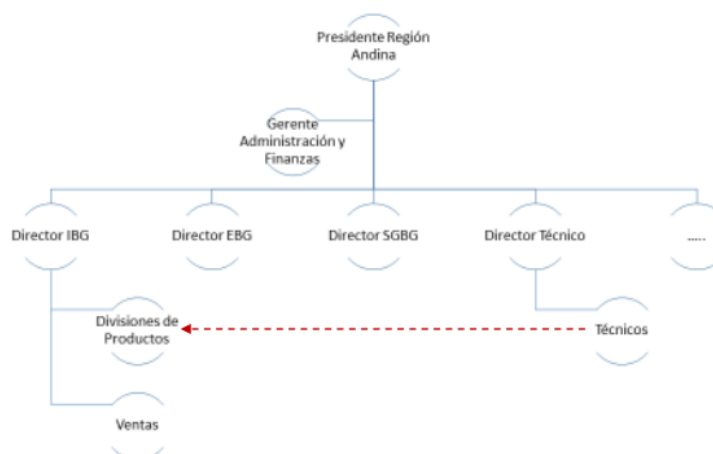 Presidente Región
Andina
Gerente
Administración y
Finanzas
Director IBG
Director EBG
Director SGBG
Director Técnico
.....
Divisiones de
Productos
Técnicos
Ventas